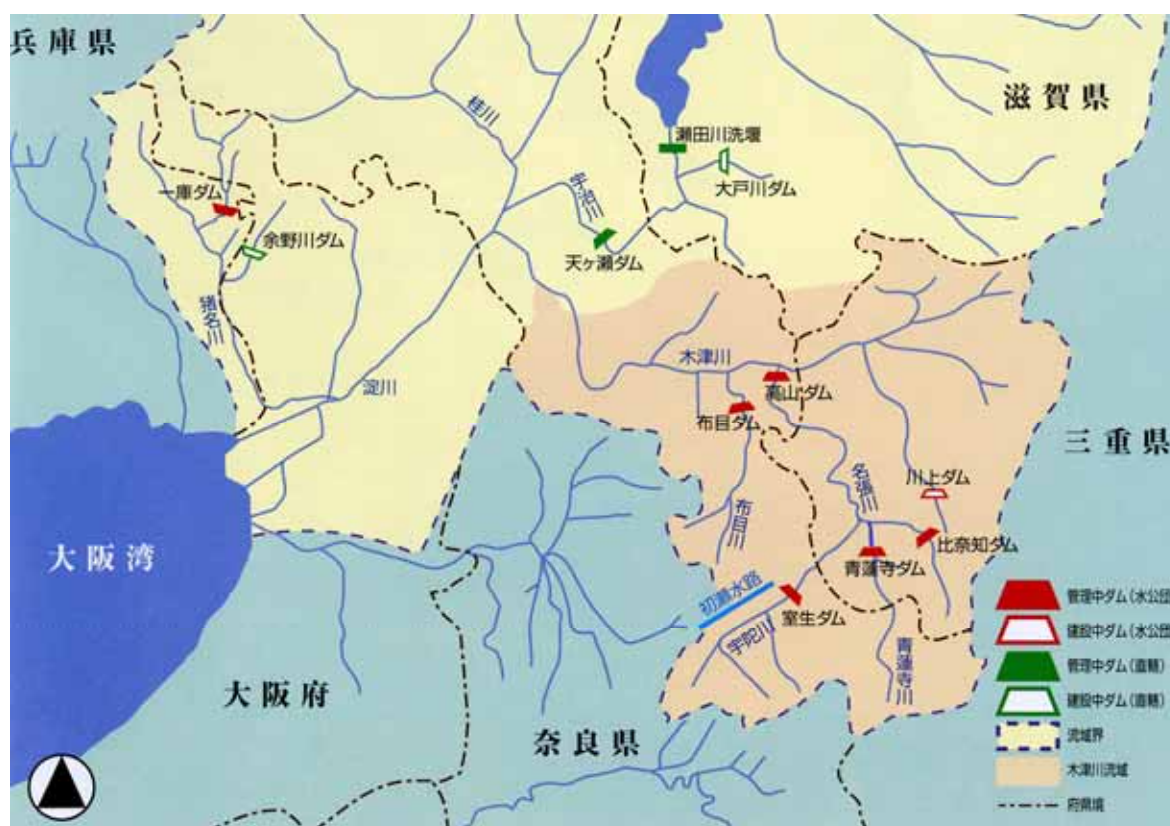 兵庫県
滋賀県
桂川
瀬田川洗堰
大戸川ダム
宇治川
一庫ダム
余野川ダム
天ヶ瀬ダム
猪名川
淀川
木津川
高山ダム
布目ダム
三重県
名張川
川上ダム
布目川
比奈知ダム
青蓮寺ダム
大阪湾
初瀬水路
室生ダム
宇陀川
青蓮寺川
大阪府
奈良県
管理中ダム(水公団
建設中ダム(水公団
管理中ダム(直轄)
建設中ダム(直轄)
流域界
木津川流域
府県境